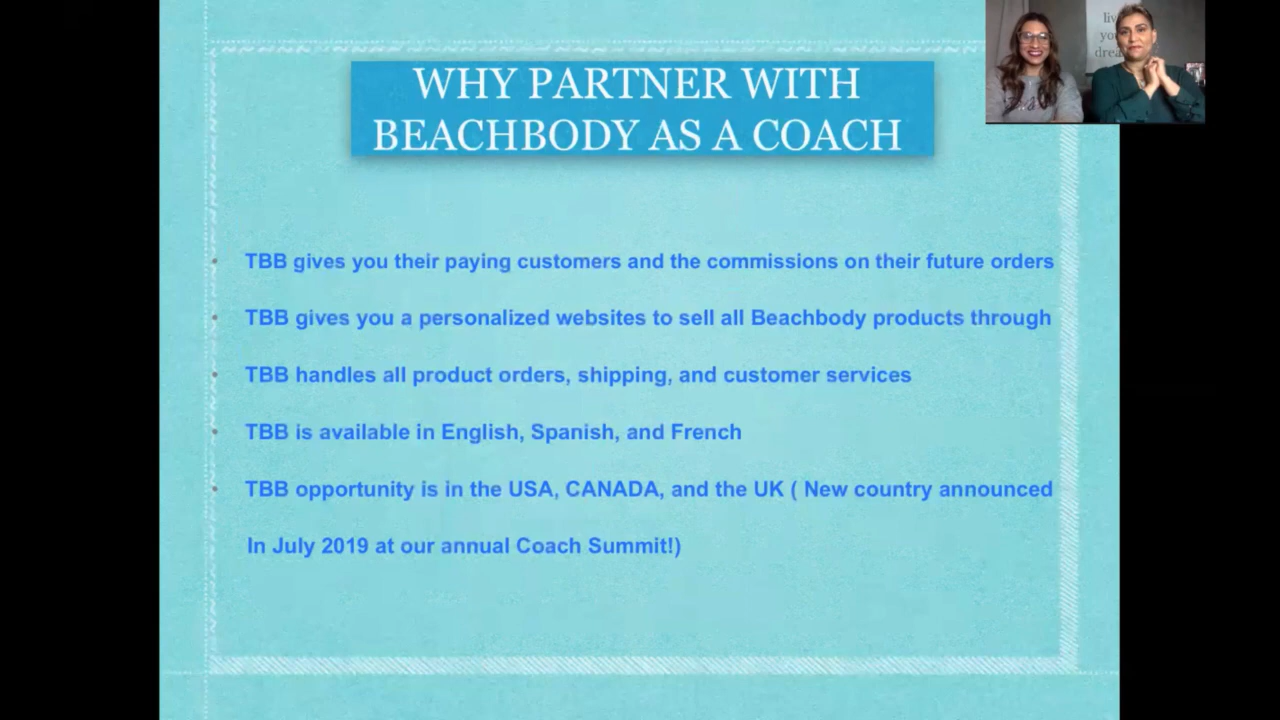 WHY PARTNER WITH
BEACHBODY AS A COACH
liv
you
drea
TBB gives you their paying customers and the commissions on their future orders
TBB gives you a personalized websites to sell all Beachbody products through
TBB handles all product orders, shipping, and customer services
TBB is available in English, Spanish, and French
TBB opportunity is in the USA, CANADA, and the UK ( New country announced
In July 2019 at our annual Coach Summit!)